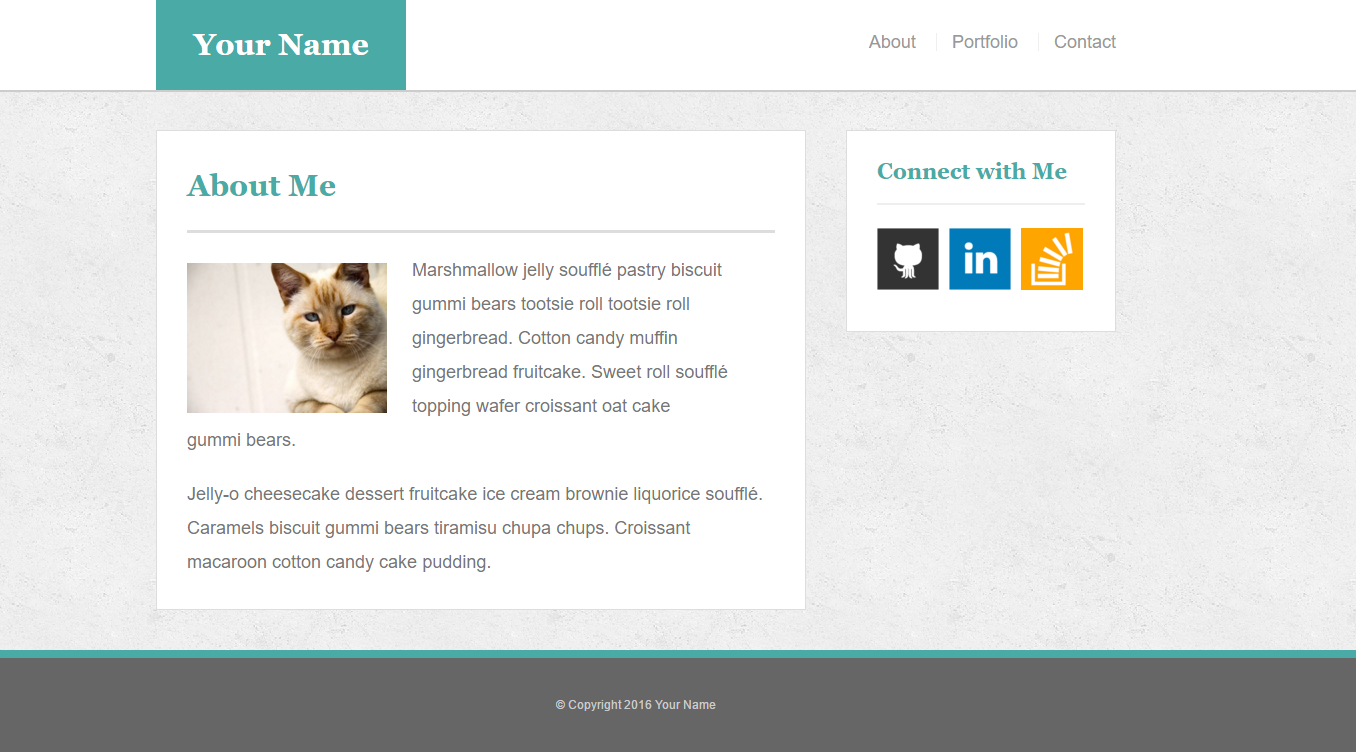 Your Name
About
Portfolio
Contact
About Me
Marshmallow jelly soufflé pastry biscuit
gummi bears tootsie roll tootsie roll
gingerbread. Cotton candy muffin
gingerbread fruitcake. Sweet roll soufflé
topping wafer croissant oat cake
gummi bears.
Jelly-o cheesecake dessert fruitcake ice cream brownie liquorice soufflé.
Caramels biscuit gummi bears tiramisu chupa chups. Croissant
macaroon cotton candy cake pudding.
Connect with Me
in
© Copyright 2016 Your Name